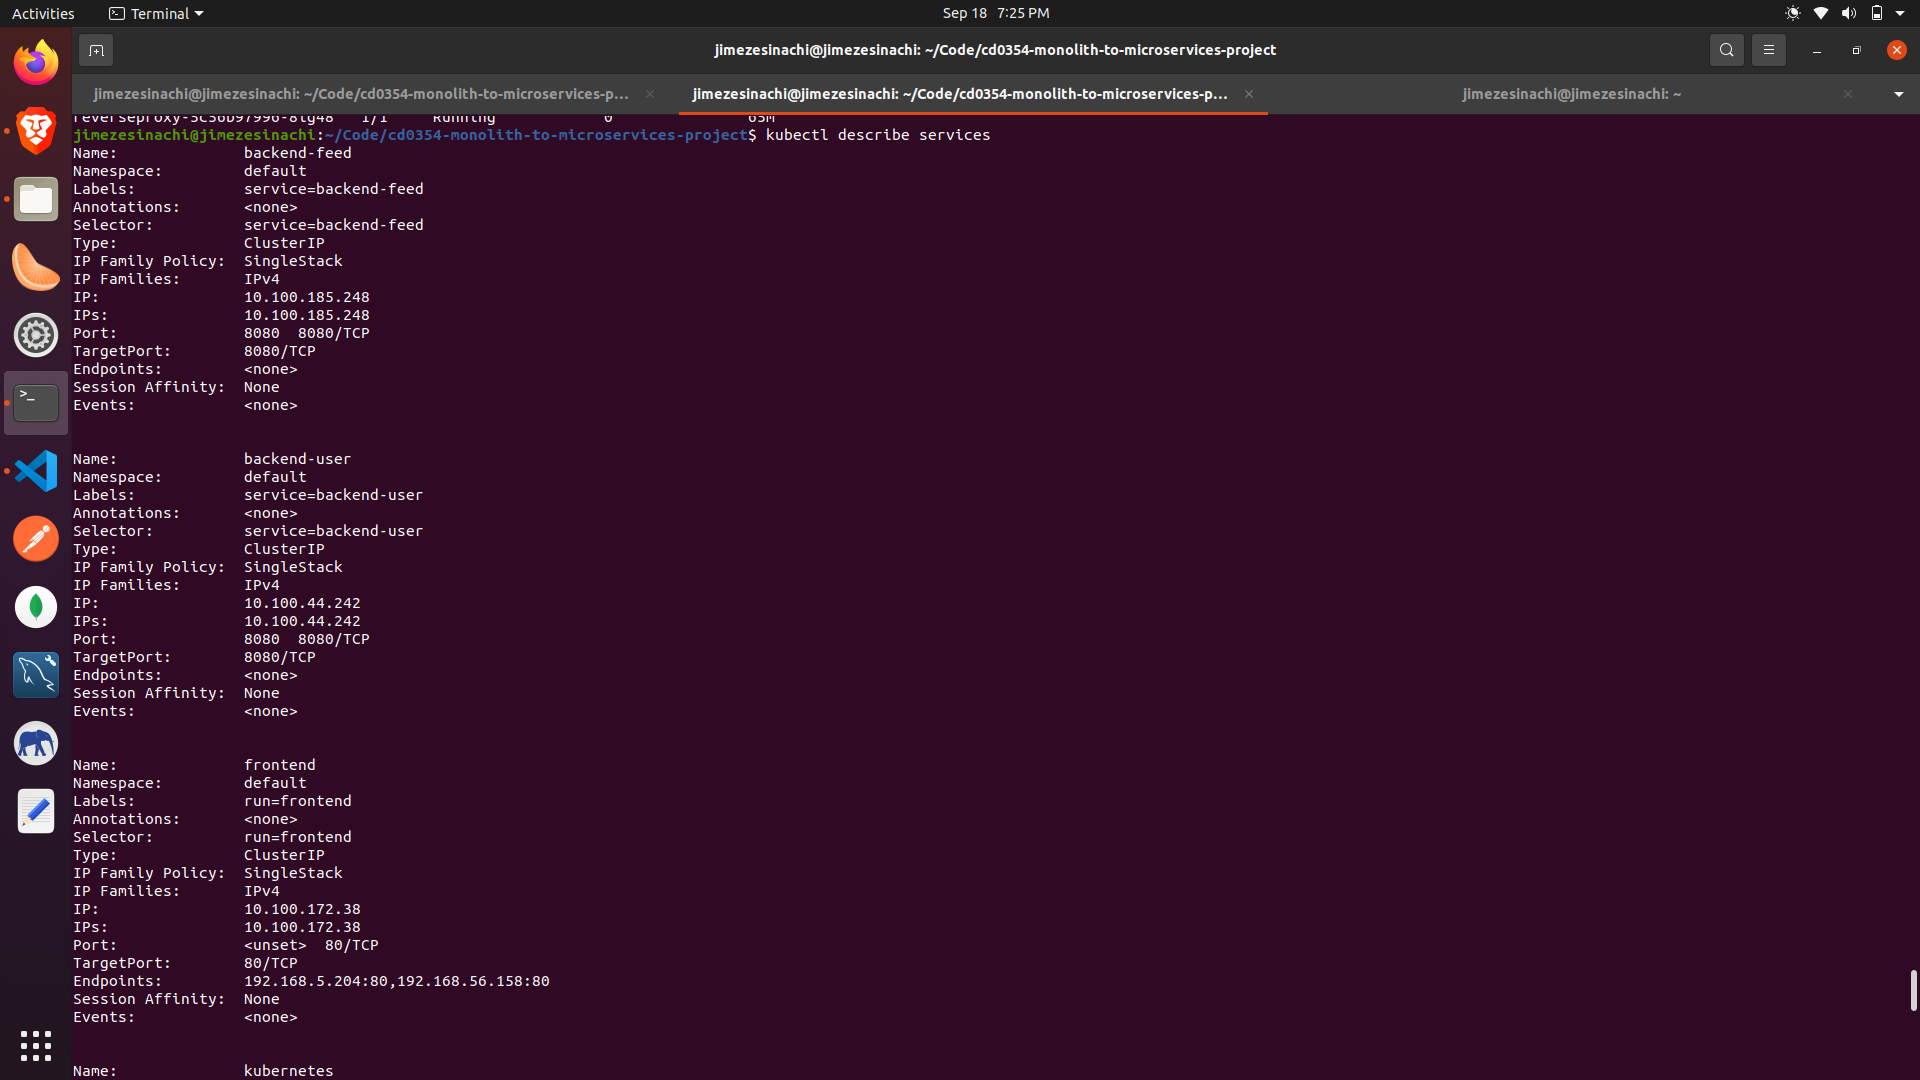 Activities Terminal Sep 18 7:25 PM
jimezesinachi@jimezesinachi: ~/Code/cd0354-monolith-to-microservices-project
jimezesinachi@jimezesinachi: ~/Code/cd0354-monolith-to-microservices-p... jimezesinachi@jimezesinachi: ~/Code/cd0354-monolith-to-microservices-p... jimezesinachi@jimezesinachi: ~
1/1 Running 0 63m
jimezesinachi@jimezesinachi:~/Code/cd0354-monolith-to-microservices-project$ kubectl describe services
Name: backend-feed
Namespace: default
Labels: service=backend-feed
Annotations: <none>
Selector: service=backend-feed
Type: ClusterIP
IP Family Policy: SingleStack
IP Families: IPv4
IP: 10.100.185.248
IPs: 10.100.185.248
Port: 8080 8080/TCP
TargetPort: 8080/TCP
Endpoints: <none>
Session Affinity: None
Events: <none>
Name: backend-user
Namespace: default
Labels: service=backend-user
Annotations: <none>
Selector: service=backend-user
Type: ClusterIP
IP Family Policy: SingleStack
IP Families: IPv4
IP: 10.100.44.242
IPs: 10.100.44.242
Port: 8080 8080/TCP
TargetPort: 8080/TCP
Endpoints: <none>
Session Affinity: None
Events: <none>
Name: frontend
Namespace: default
Labels: run=frontend
Annotations: <none>
Selector: run=frontend
Type: ClusterIP
IP Family Policy: SingleStack
IP Families: IPv4
IP: 10.100.172.38
IPs: 10.100.172.38
Port: <unset> 80/TCP
TargetPort: 80/TCP
Endpoints: 192.168.5.204:80,192.168.56.158:80
Session Affinity: None
Events: <none>
Name: kubernetes